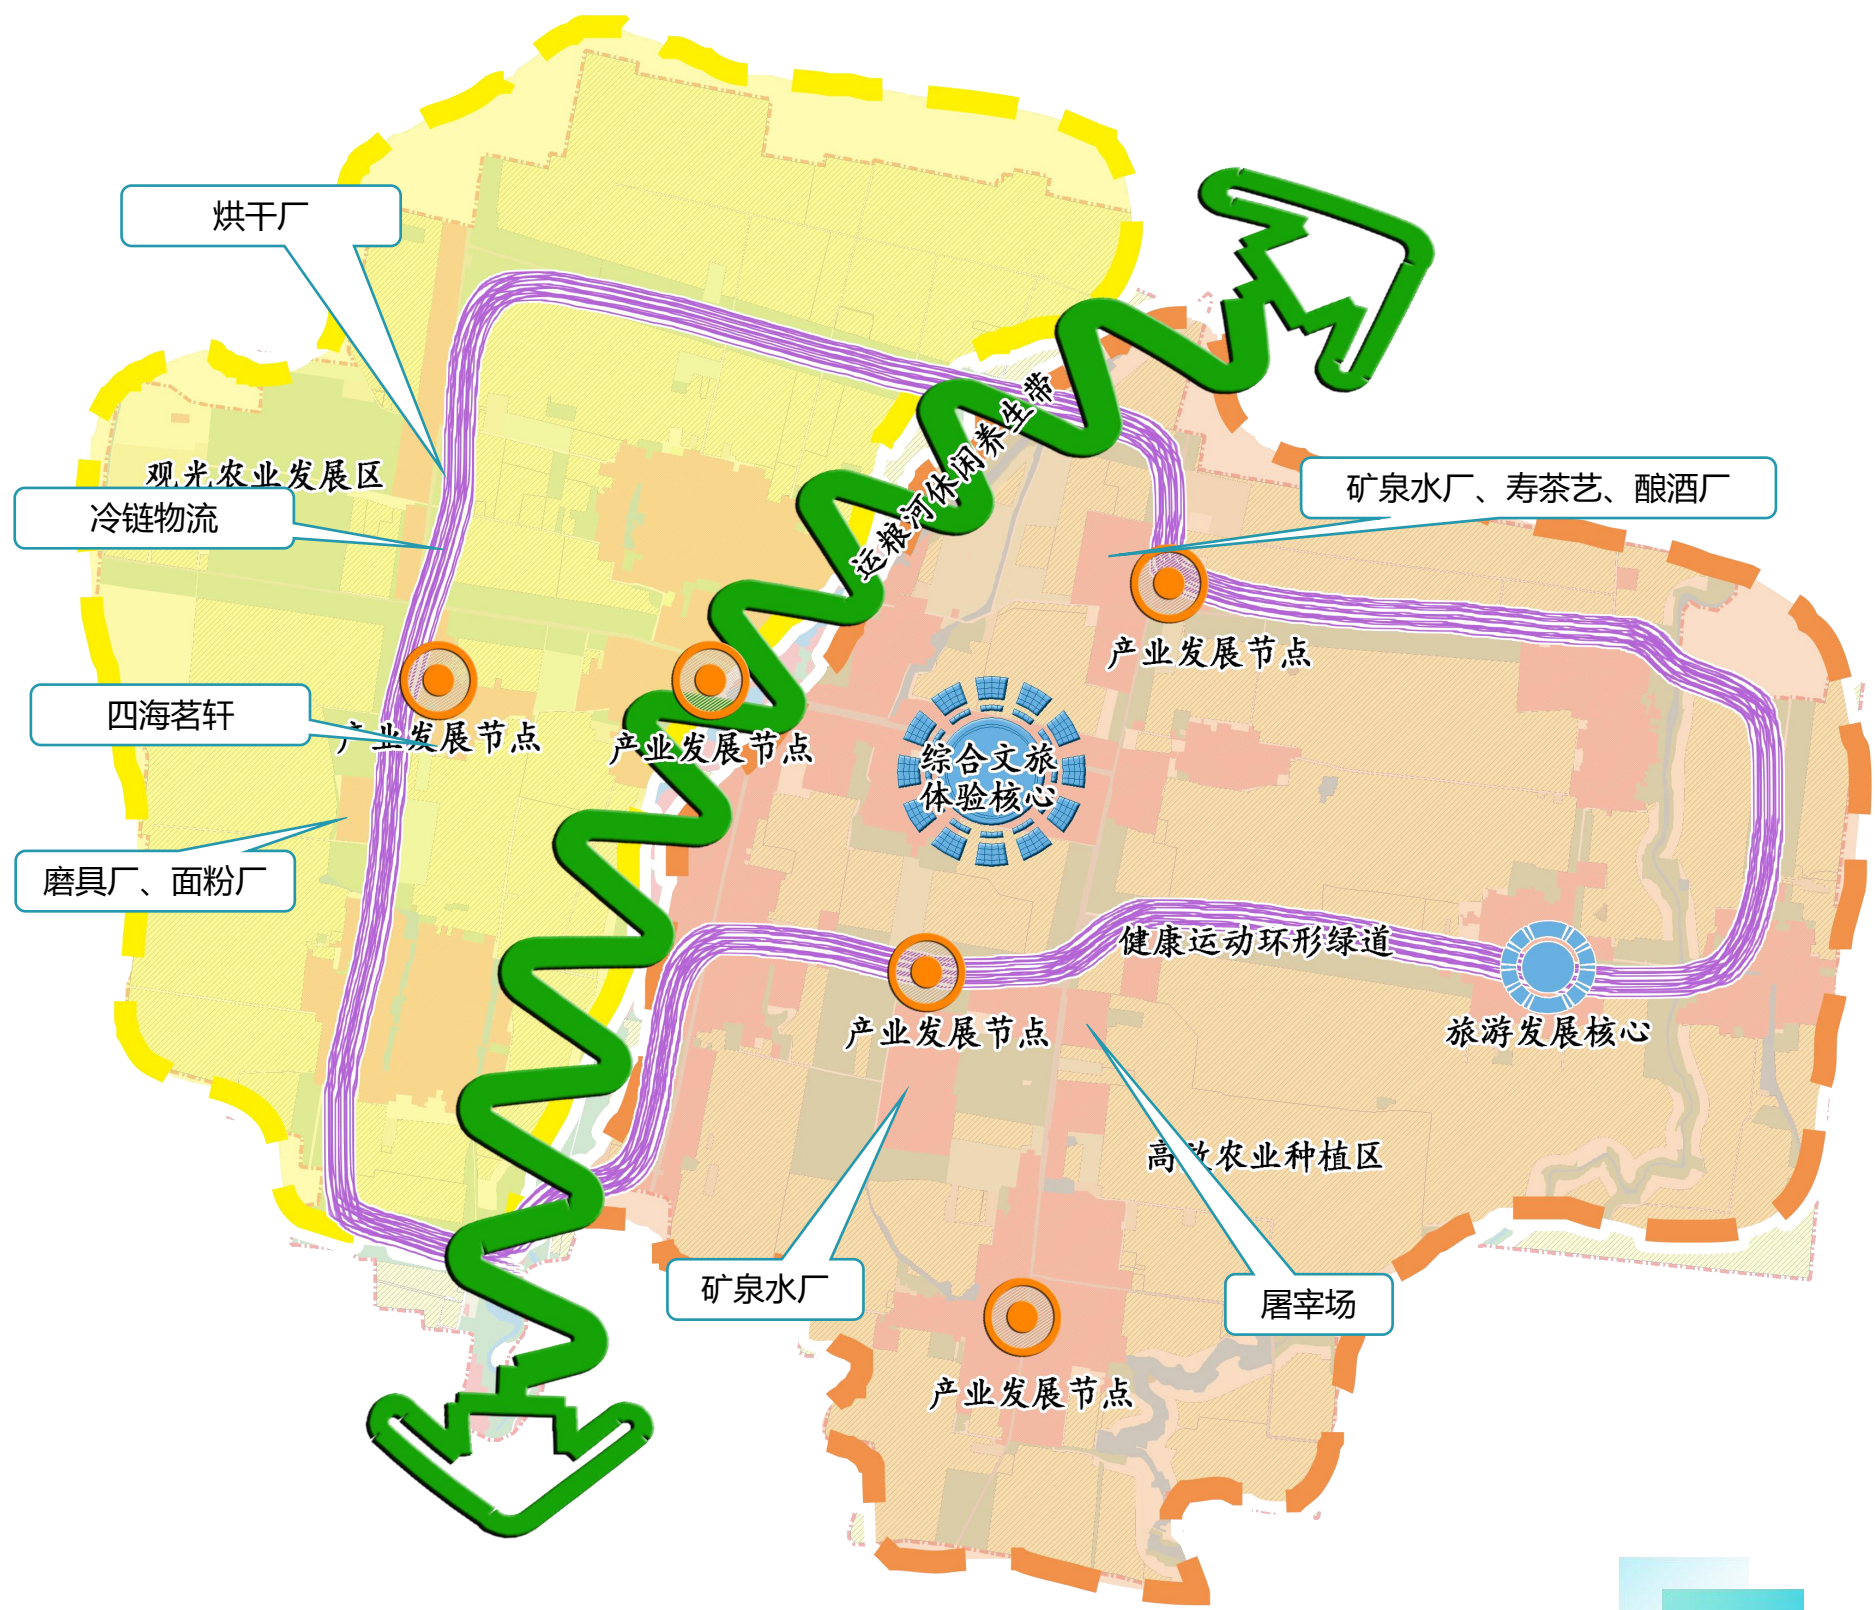 烘干厂
运粮河休闲养生带
观光农业发展区
冷链物流
矿泉水厂、寿茶艺、酿酒厂
产业发展节点
四海茗轩
产业发展节点
产业发展节点
综合文旅
体验核心
磨具厂、面粉厂
健康运动环形绿道
产业发展节点
旅游发展核心
高效农业种植区
矿泉水厂
屠宰场
产业发展节点